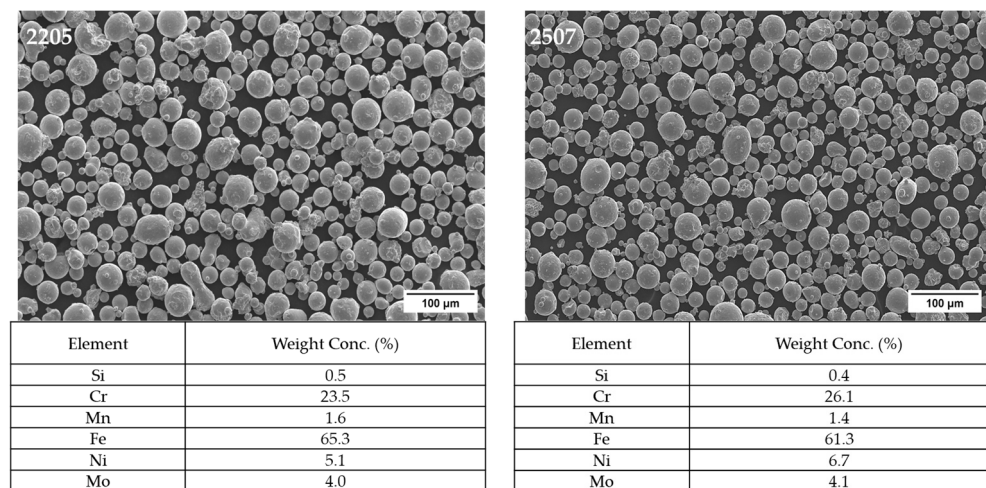 2205
100 μm
Element Weight Conc. (%)
Si 0.5
Cr 23.5
Mn 1.6
Fe 65.3
Ni 5.1
Mo 4.0
2507
100 μm
Element Weight Conc. (%)
Si 0.4
Cr 26.1
Mn 1.4
Fe 61.3
Ni 6.7
Mo 4.1